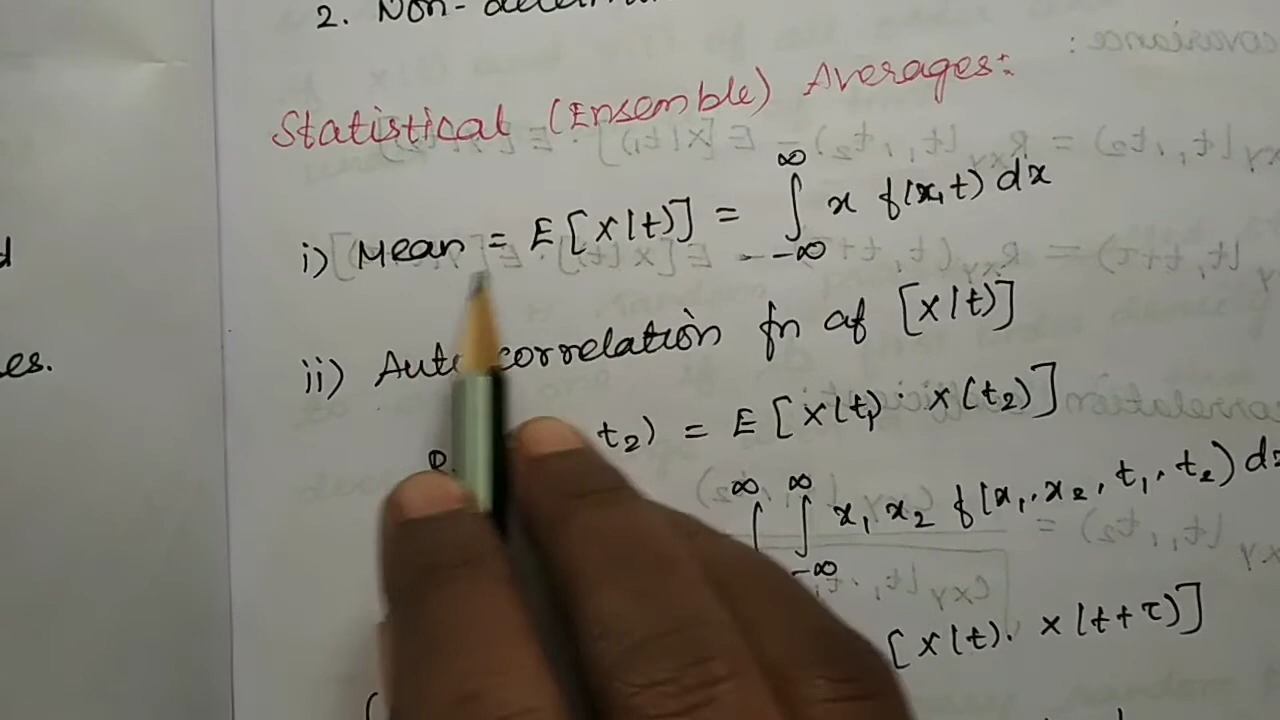 2. Non-
Statistical (Ensemble) Averages:
i) Mean = E[X(t)] = ∫_{-∞}^{∞} x f(x, t) dx
es.
ii) Auto correlation fn of [X(t)]
t₂) = E[X(t₁) · X(t₂)]
∞ ∞ ∫ ∫_{-∞} x₁ x₂ f(x₁, x₂, t₁, t₂) d
[X(t). X(t+τ)]